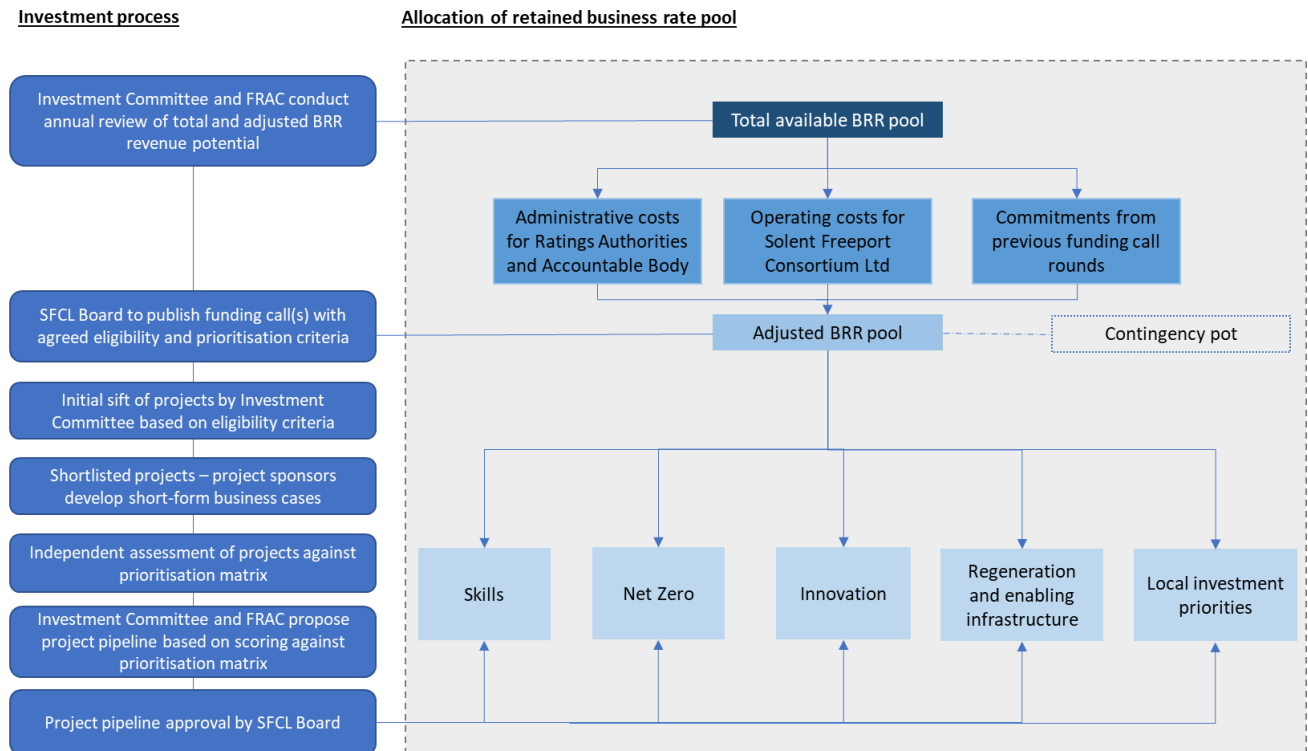 Investment process
Allocation of retained business rate pool
Investment Committee and FRAC conduct
annual review of total and adjusted BRR
revenue potential
Total available BRR pool
Administrative costs
for Ratings Authorities
and Accountable Body
Operating costs for
Solent Freeport
Consortium Ltd
Commitments from
previous funding call
rounds
SFCL Board to publish funding call(s) with
agreed eligibility and prioritisation criteria
Adjusted BRR pool
Contingency pot
Initial sift of projects by Investment
Committee based on eligibility criteria
Shortlisted projects – project sponsors
develop short-form business cases
Independent assessment of projects against
prioritisation matrix
Investment Committee and FRAC propose
project pipeline based on scoring against
prioritisation matrix
Skills
Net Zero
Innovation
Regeneration
and enabling
infrastructure
Local investment
priorities
Project pipeline approval by SFCL Board